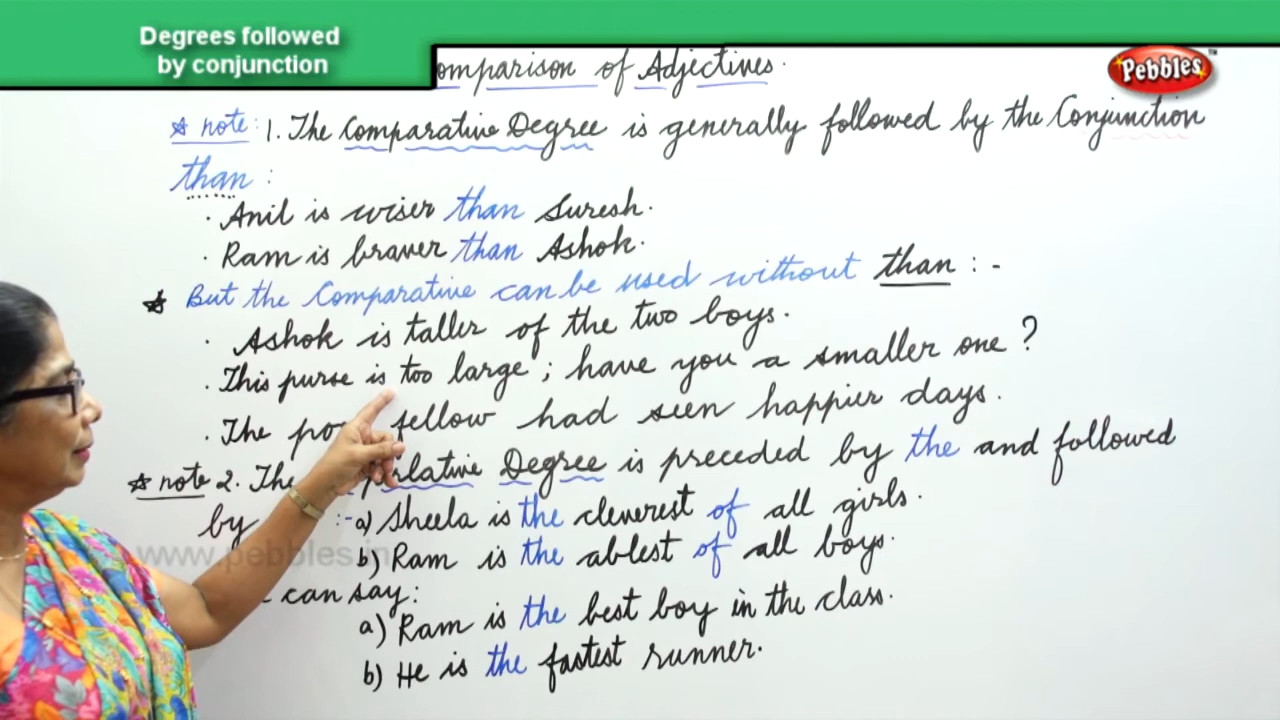 Degrees followed
by conjunction
omparison of Adjectives.
Pebbles™
note: 1. The Comparative Degree is generally followed by the Conjunction
than :
· Anil is wiser than Suresh.
· Ram is braver than Ashok.
But the Comparative can be used without than : -
· Ashok is taller of the two boys.
· This purse is too large ; have you a smaller one ?
· The fellow had seen happier days.
note 2. The Degree is preceded by the and followed
by :- a) Sheela is the cleverest of all girls.
www.pebbles.in
b) Ram is the ablest of all boys.
can say:
a) Ram is the best boy in the class.
b) He is the fastest runner.